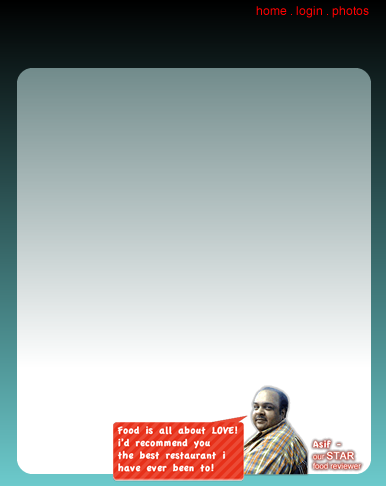 home . login . photos
Food is all about LOVE!
i'd recommend you
the best restaurant i
have ever been to!
Asif -
our STAR
food reviewer